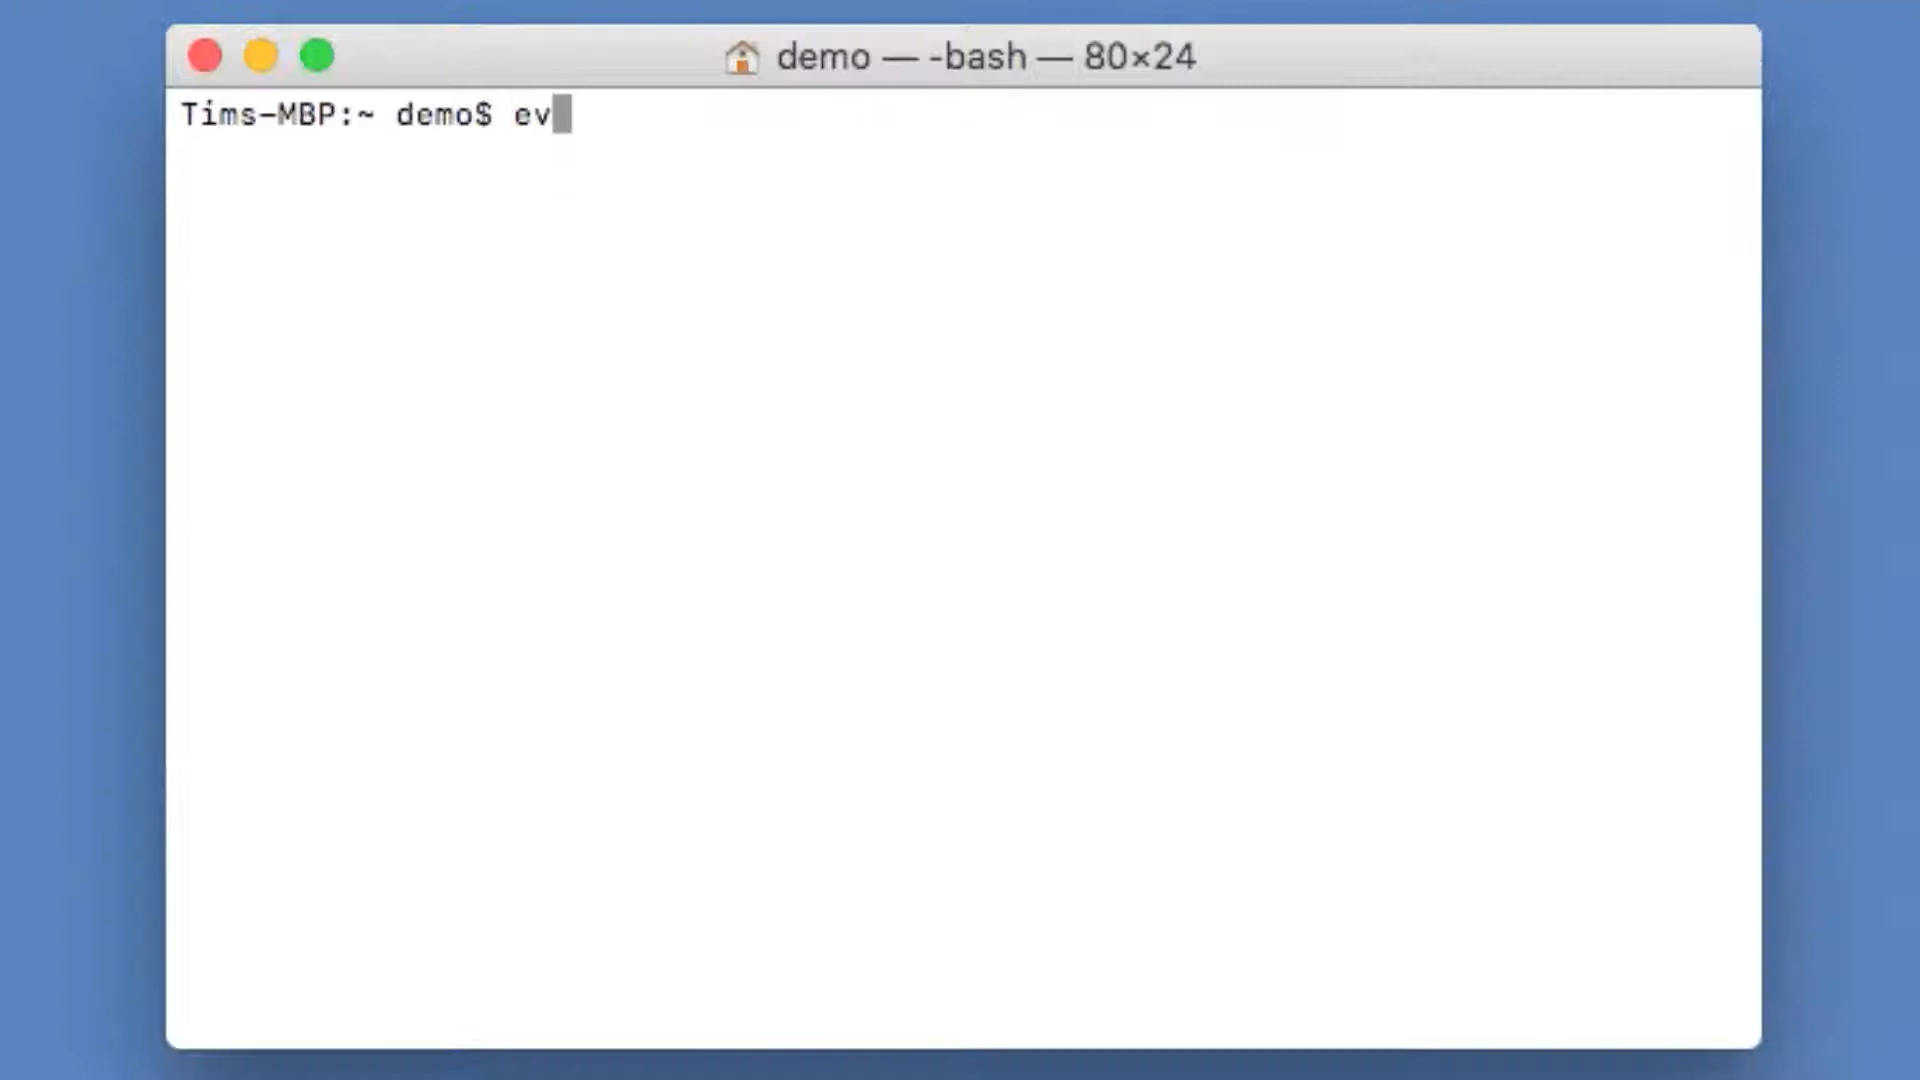 demo — -bash — 80×24
Tims-MBP:~ demo$ ev